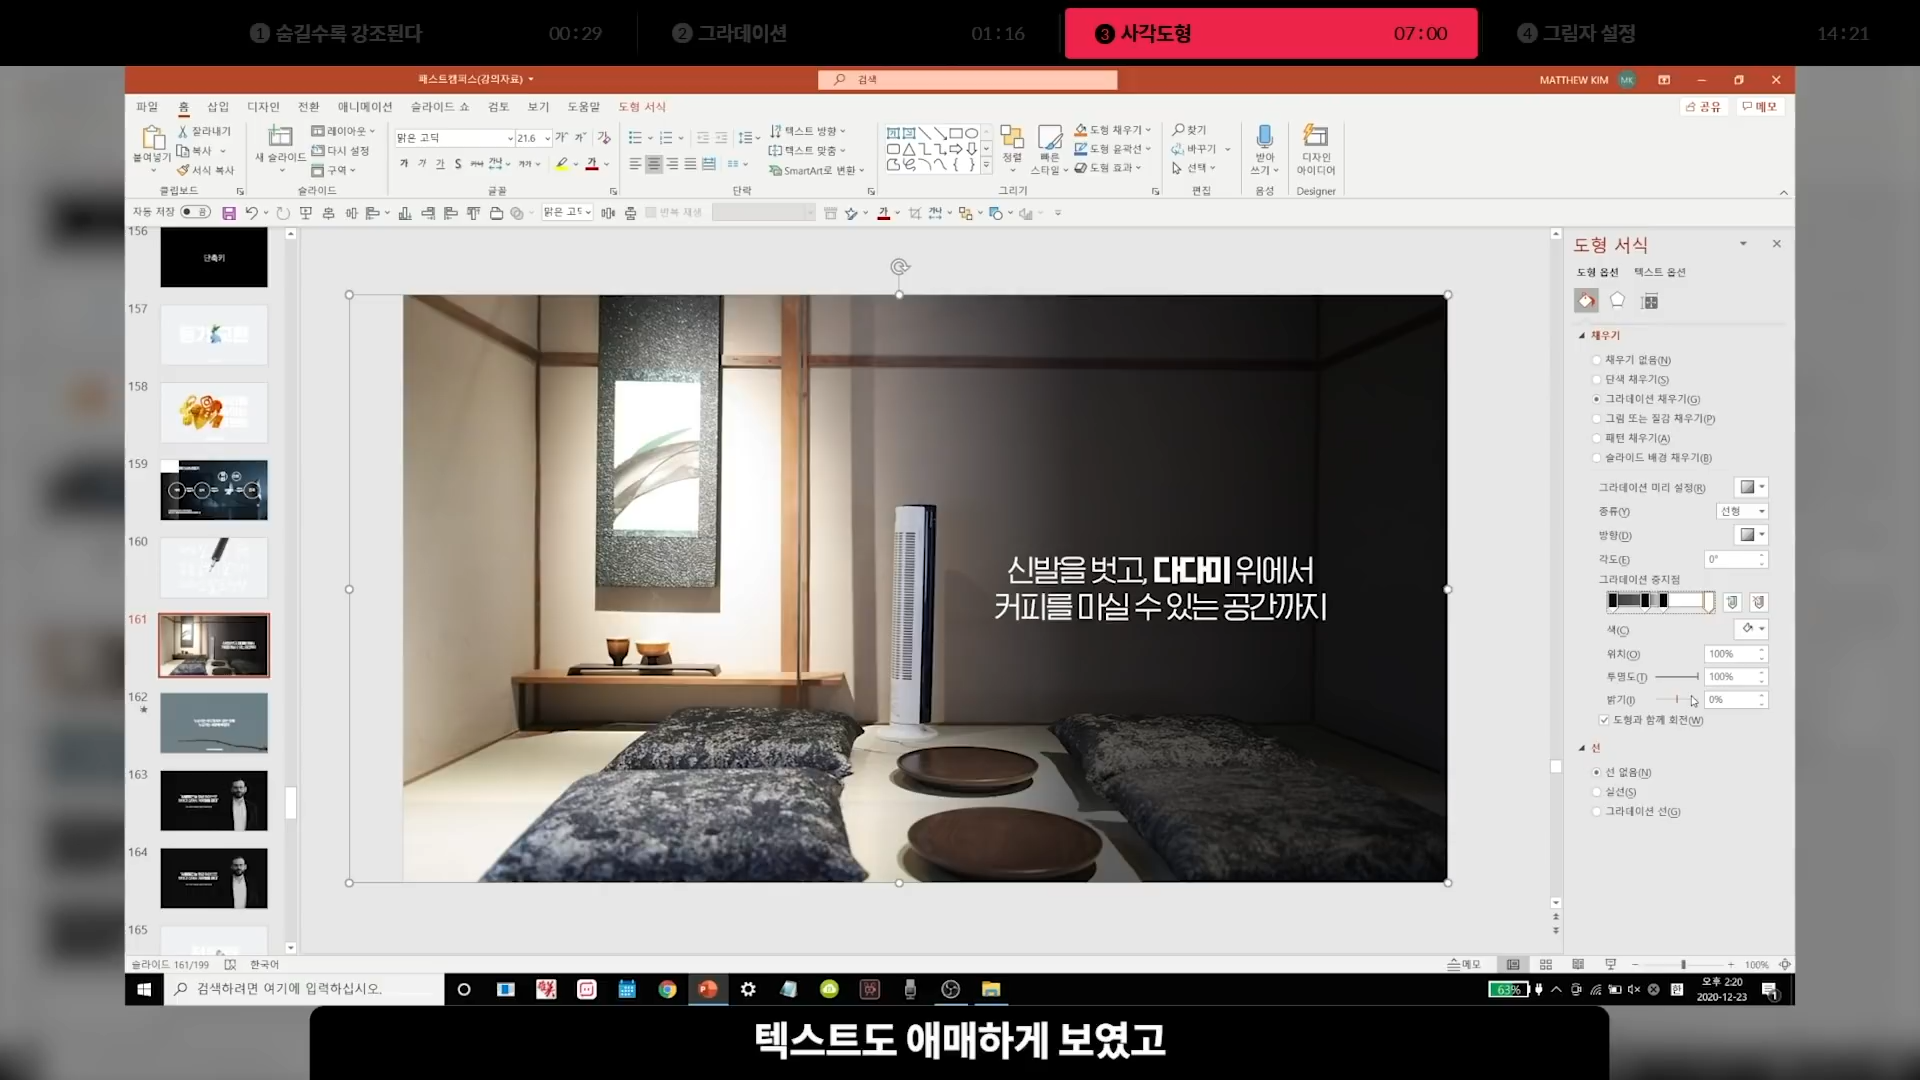 ❶ 숨길수록 강조된다 00:29
❷ 그라데이션 01:16
❸ 사각도형 07:00
❹ 그림자 설정 14:21
패스트캠퍼스(강의자료)
검색
MATTHEW KIM MK
파일 홈 삽입 디자인 전환 애니메이션 슬라이드 쇼 검토 보기 도움말 도형 서식
공유 메모
붙여넣기
잘라내기
복사
서식 복사
클립보드
새 슬라이드
레이아웃
다시 설정
구역
슬라이드
맑은 고딕 21.6
글꼴
텍스트 방향
텍스트 맞춤
SmartArt로 변환
단락
정렬
빠른 스타일
도형 채우기
도형 윤곽선
도형 효과
그리기
찾기
바꾸기
선택
편집
받아쓰기
음성
디자인 아이디어
Designer
자동 저장 끔
맑은 고딕
반복 재생
156
단축키
157
158
159
160
161
162
163
164
165
신발을 벗고, 다다미 위에서
커피를 마실 수 있는 공간까지
도형 서식
도형 옵션 텍스트 옵션
채우기
채우기 없음(N)
단색 채우기(S)
그라데이션 채우기(G)
그림 또는 질감 채우기(P)
패턴 채우기(A)
슬라이드 배경 채우기(B)
그라데이션 미리 설정(R)
종류(Y) 선형
방향(D)
각도(E) 0°
그라데이션 중지점
색(C)
위치(O) 100%
투명도(T) 100%
밝기(I) 0%
도형과 함께 회전(W)
선
선 없음(N)
실선(S)
그라데이션 선(G)
슬라이드 161/199 한국어
메모 100%
검색하려면 여기에 입력하십시오.
63%
한
오후 2:20
2020-12-23
1
텍스트도 애매하게 보였고